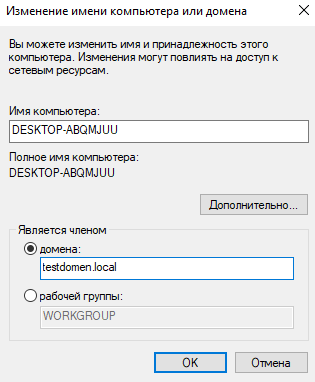 Изменение имени компьютера или домена
Вы можете изменить имя и принадлежность этого
компьютера. Изменения могут повлиять на доступ к
сетевым ресурсам.
Имя компьютера:
DESKTOP-ABQMJUU
Полное имя компьютера:
DESKTOP-ABQMJUU
Дополнительно...
Является членом
домена:
testdomen.local
рабочей группы:
WORKGROUP
OK
Отмена